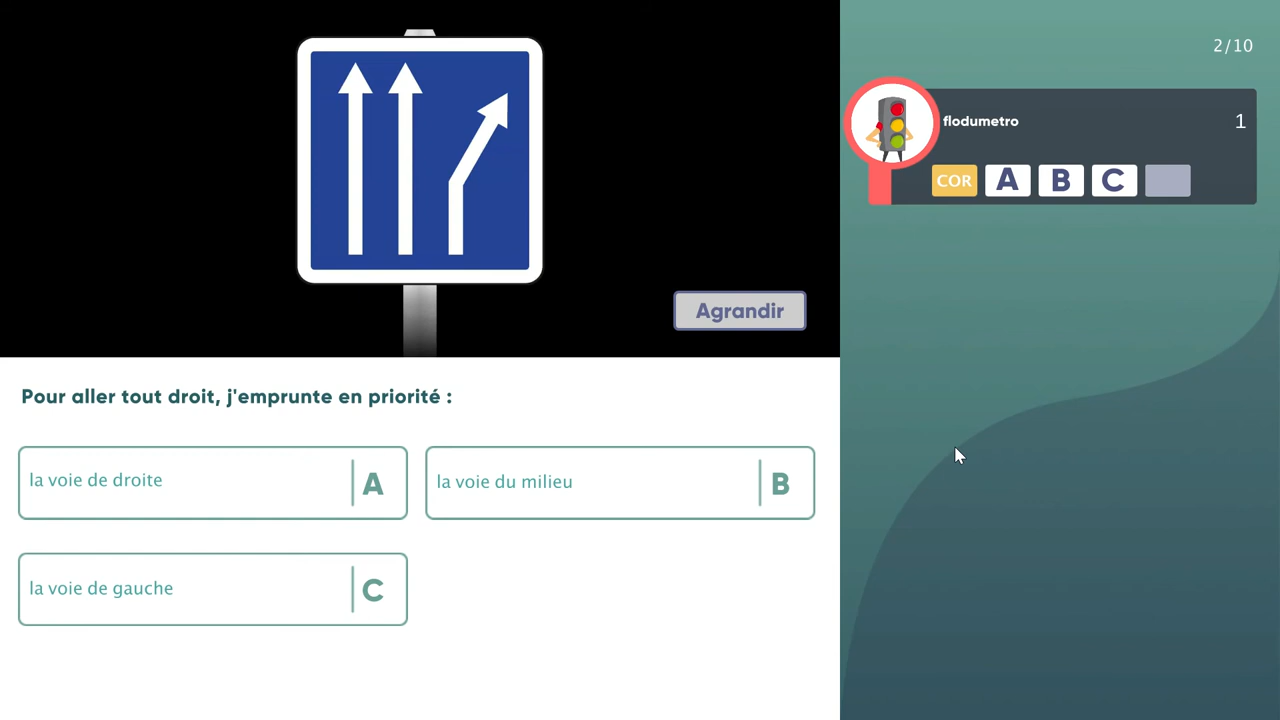 2/10
flodumetro
1
COR A B C
Agrandir
Pour aller tout droit, j'emprunte en priorité :
la voie de droite A
la voie du milieu B
la voie de gauche C